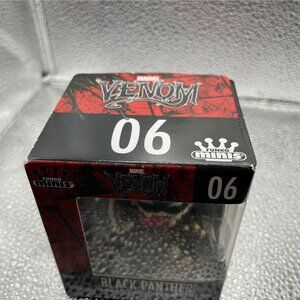 MARVEL
VENOM
06
FUNKO
minis
FUNKO
minis
MARVEL
VENOM
06
BLACK PANTHER